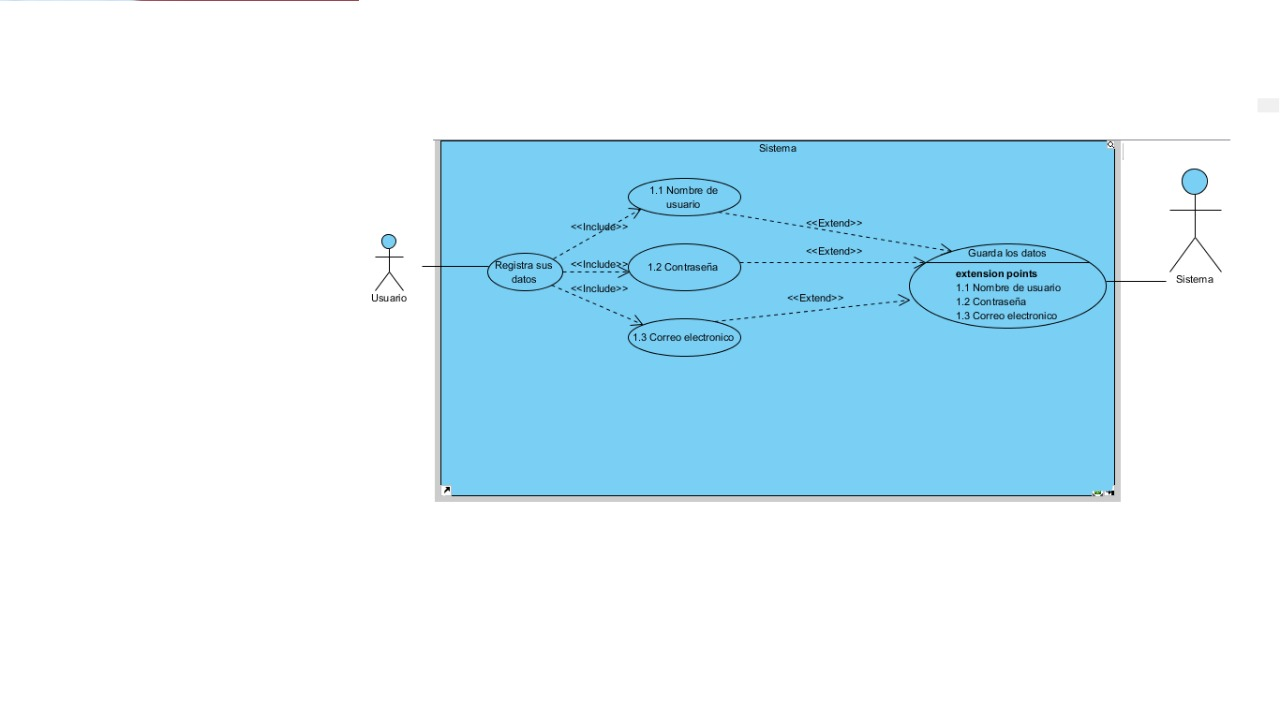 Sistema
1.1 Nombre de
usuario
<<Include>>
<<Extend>>
Usuario
Registra sus
datos
<<Include>>
1.2 Contraseña
<<Extend>>
<<Include>>
1.3 Correo electronico
<<Extend>>
Guarda los datos
extension points
1.1 Nombre de usuario
1.2 Contraseña
1.3 Correo electronico
Sistema